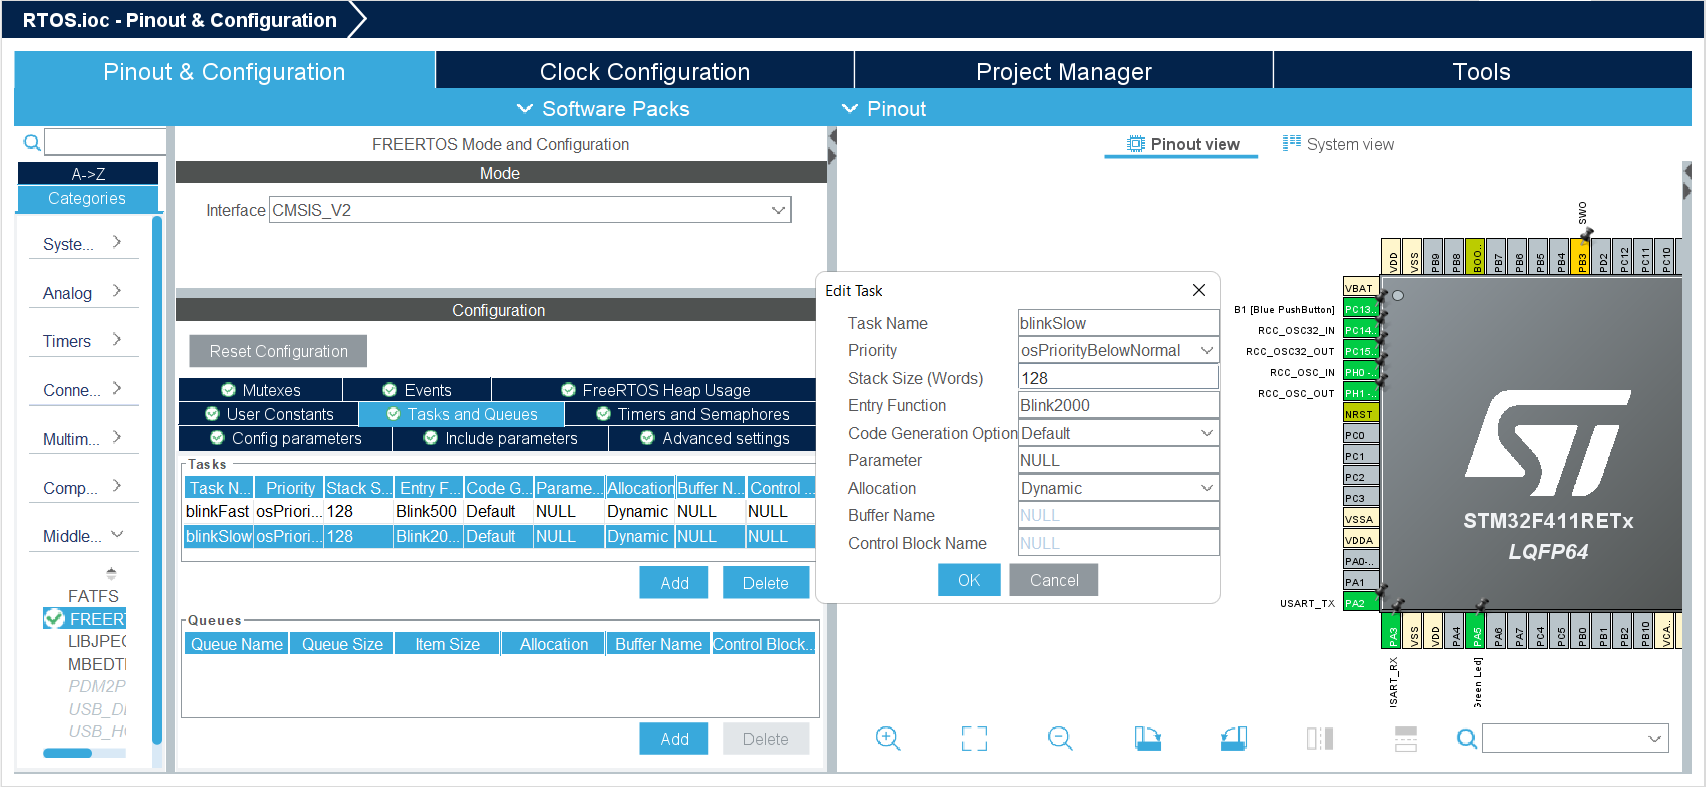 RTOS.ioc - Pinout & Configuration
Pinout & Configuration
Clock Configuration
Project Manager
Tools
Software Packs
Pinout
A->Z
Categories
Syste...
Analog
Timers
Conne...
Multim...
Comp...
Middle...
FATFS
FREERT
LIBJPEC
MBEDT
PDM2P
USB_D
USB_H
FREERTOS Mode and Configuration
Mode
Interface CMSIS_V2
Configuration
Reset Configuration
Mutexes Events FreeRTOS Heap Usage
User Constants Tasks and Queues Timers and Semaphores
Config parameters Include parameters Advanced settings
Tasks
Task N... Priority Stack S... Entry F... Code G... Parame... Allocation Buffer N... Control ...
blinkFast osPriori... 128 Blink500 Default NULL Dynamic NULL NULL
blinkSlow osPriori... 128 Blink20... Default NULL Dynamic NULL NULL
Add Delete
Queues
Queue Name Queue Size Item Size Allocation Buffer Name Control Block...
Add Delete
Edit Task
Task Name blinkSlow
Priority osPriorityBelowNormal
Stack Size (Words) 128
Entry Function Blink2000
Code Generation Option Default
Parameter NULL
Allocation Dynamic
Buffer Name NULL
Control Block Name NULL
OK Cancel
Pinout view System view
SWO
VDD VSS PB9 PB8 BOO.. PB7 PB6 PB5 PB4 PB3 PD2 PC12 PC11 PC10
VBAT
B1 [Blue PushButton] PC13..
RCC_OSC32_IN PC14..
RCC_OSC32_OUT PC15..
RCC_OSC_IN PH0 -..
RCC_OSC_OUT PH1 -..
NRST
PC0
PC1
PC2
PC3
VSSA
VDDA
PA0-..
PA1
USART_TX PA2
STM32F411RETx
LQFP64
PA3 VSS VDD PA4 PA5 PA6 PA7 PC4 PC5 PB0 PB1 PB2 PB10 VCA..
ISART_RX
Green Led]